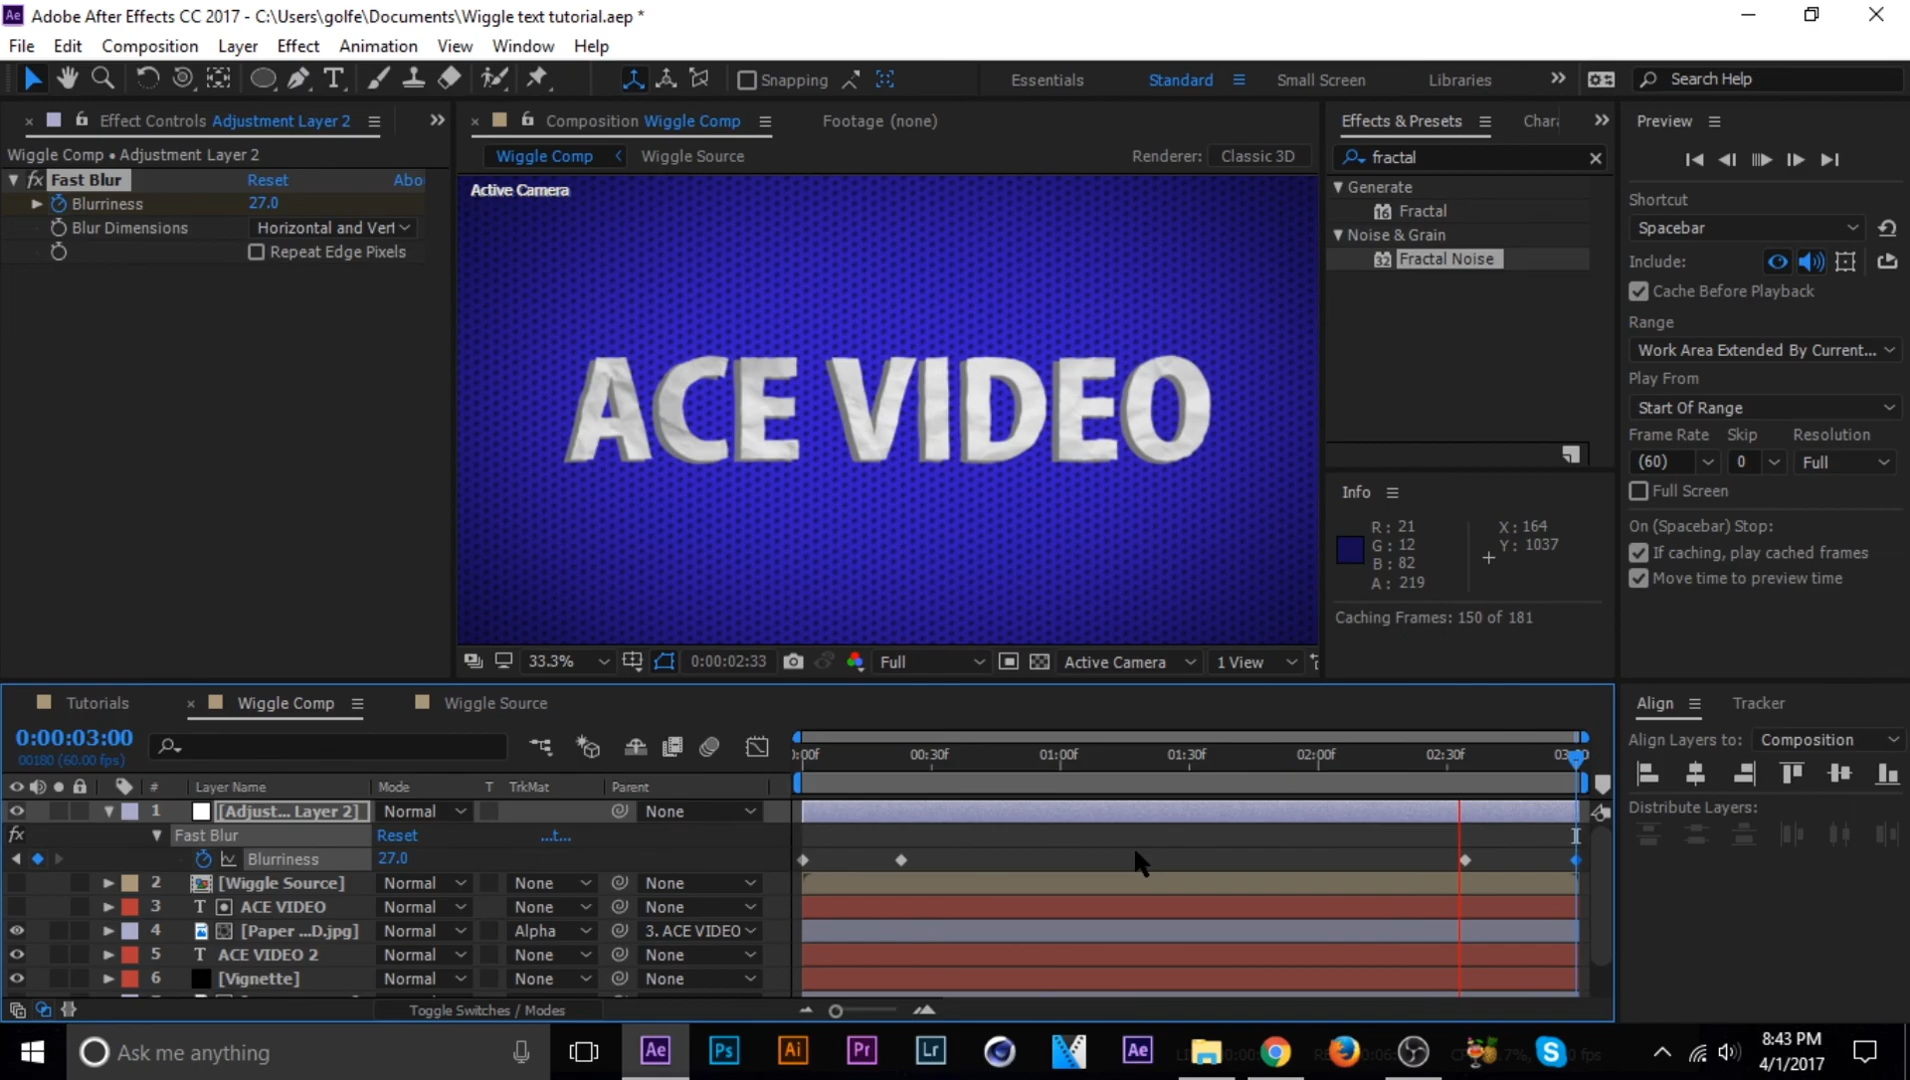 Ae Adobe After Effects CC 2017 - C:\Users\golfe\Documents\Wiggle text tutorial.aep *
File Edit Composition Layer Effect Animation View Window Help
Snapping Essentials Standard Small Screen Libraries Search Help
Effect Controls Adjustment Layer 2
Wiggle Comp • Adjustment Layer 2
fx Fast Blur Reset Abo
Blurriness 27.0
Blur Dimensions Horizontal and Vert
Repeat Edge Pixels
Composition Wiggle Comp Footage (none)
Wiggle Comp Wiggle Source Renderer: Classic 3D
Active Camera
ACE VIDEO
33.3% 0:00:02:33 Full Active Camera 1 View
Effects & Presets Chara
fractal
Generate
16 Fractal
Noise & Grain
32 Fractal Noise
Info
R: 21 X: 164
G: 12 Y: 1037
B: 82
A: 219
Caching Frames: 150 of 181
Preview
Shortcut
Spacebar
Include:
Cache Before Playback
Range
Work Area Extended By Current...
Play From
Start Of Range
Frame Rate Skip Resolution
(60) 0 Full
Full Screen
On (Spacebar) Stop:
If caching, play cached frames
Move time to preview time
Tutorials Wiggle Comp Wiggle Source
0:00:03:00
00180 (60.00 fps)
:00f 00:30f 01:00f 01:30f 02:00f 02:30f
# Layer Name Mode T TrkMat Parent
1 [Adjust... Layer 2] Normal None
fx Fast Blur Reset ...t...
Blurriness 27.0
2 [Wiggle Source] Normal None None
3 T ACE VIDEO Normal None None
4 [Paper ...D.jpg] Normal Alpha 3. ACE VIDEO
5 T ACE VIDEO 2 Normal None None
6 [Vignette] Normal None None
Toggle Switches / Modes
Align Tracker
Align Layers to: Composition
Distribute Layers:
Ask me anything Ae Ps Ai Pr Lr Ae
8:43 PM
4/1/2017